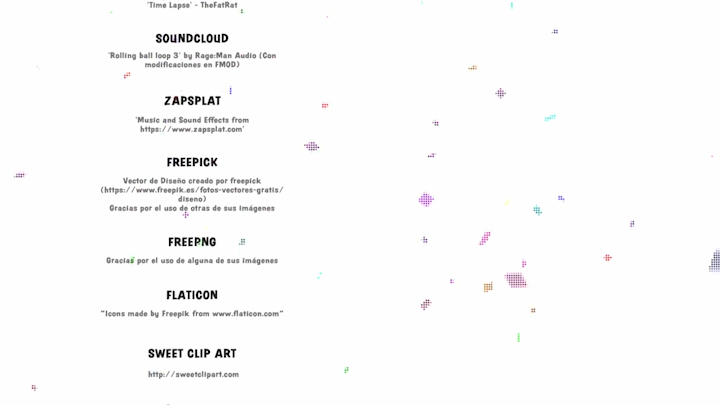 'Time Lapse' - TheFatRat
SOUNDCLOUD
'Rolling ball loop 3' by Rage:Man Audio (Con
modificaciones en FMOD)
ZAPSPLAT
'Music and Sound Effects from
https://www.zapsplat.com'
FREEPICK
Vector de Diseño creado por freepick
(https://www.freepik.es/fotos-vectores-gratis/
diseno)
Gracias por el uso de otras de sus imágenes
FREEPNG
Gracias por el uso de alguna de sus imágenes
FLATICON
"Icons made by Freepik from www.flaticon.com"
SWEET CLIP ART
http://sweetclipart.com